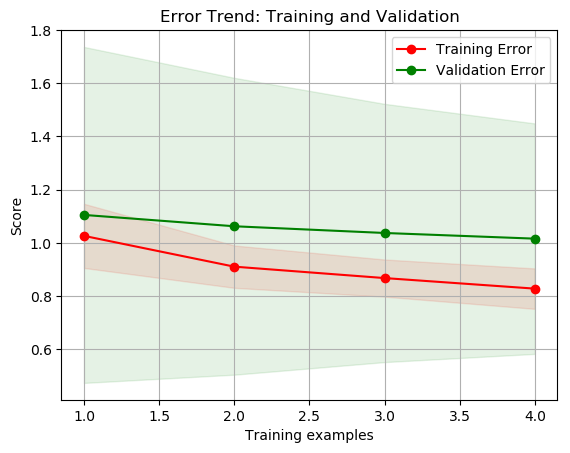 Error Trend: Training and Validation
Training Error
Validation Error
Score
1.8
1.6
1.4
1.2
1.0
0.8
0.6
1.0 1.5 2.0 2.5 3.0 3.5 4.0
Training examples